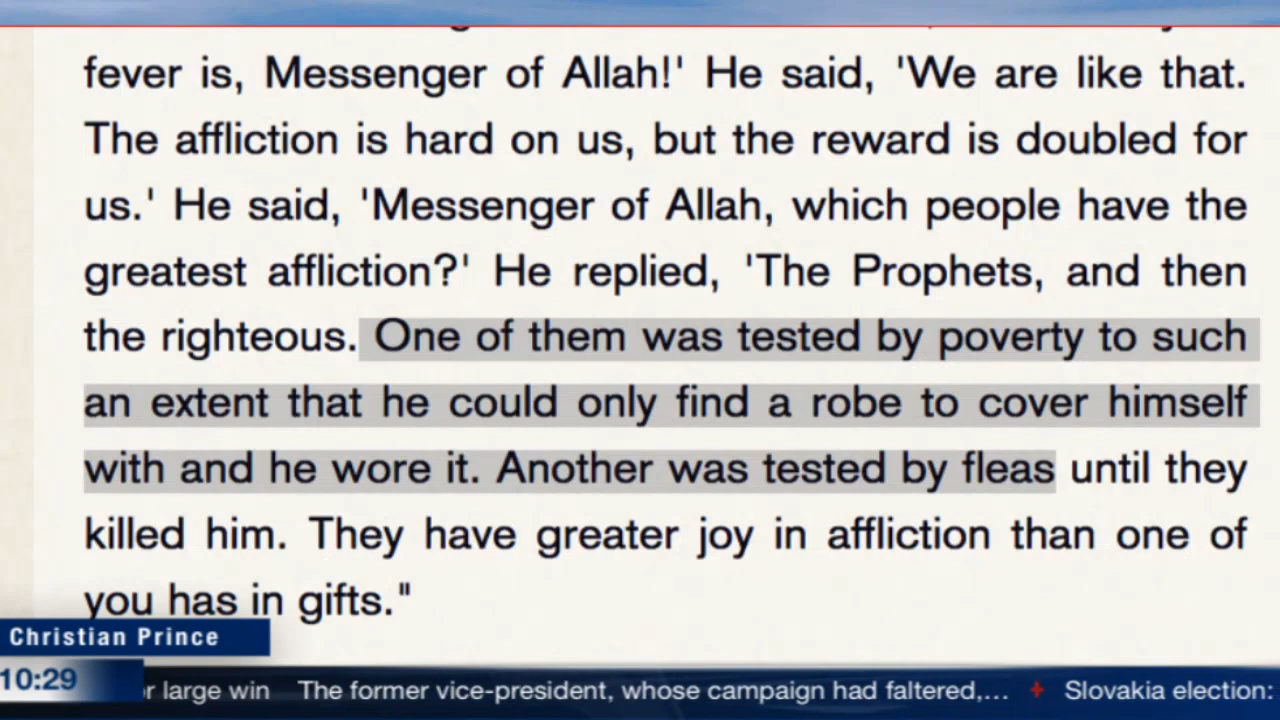 fever is, Messenger of Allah!' He said, 'We are like that.
The affliction is hard on us, but the reward is doubled for
us.' He said, 'Messenger of Allah, which people have the
greatest affliction?' He replied, 'The Prophets, and then
the righteous. One of them was tested by poverty to such
an extent that he could only find a robe to cover himself
with and he wore it. Another was tested by fleas until they
killed him. They have greater joy in affliction than one of
you has in gifts."
Christian Prince
10:29
large win The former vice-president, whose campaign had faltered,... Slovakia election: